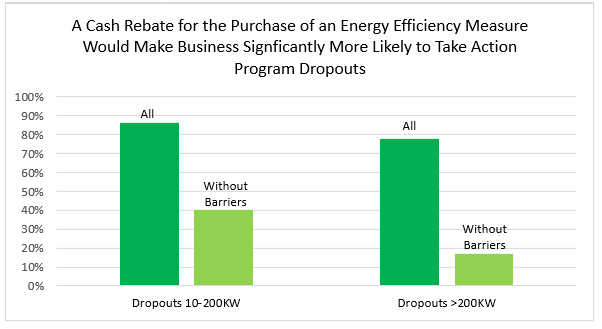 A Cash Rebate for the Purchase of an Energy Efficiency Measure
Would Make Business Signficantly More Likely to Take Action
Program Dropouts
100%
90%
80%
70%
60%
50%
40%
30%
20%
10%
0%
All
Without
Barriers
All
Without
Barriers
Dropouts 10-200KW
Dropouts >200KW